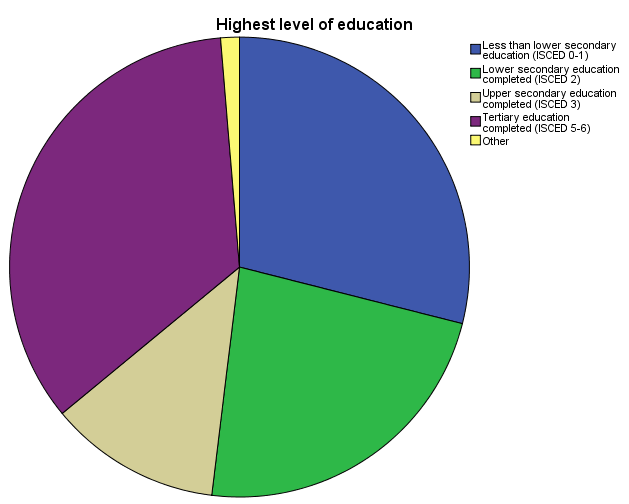 Highest level of education
Less than lower secondary
education (ISCED 0-1)
Lower secondary education
completed (ISCED 2)
Upper secondary education
completed (ISCED 3)
Tertiary education
completed (ISCED 5-6)
Other